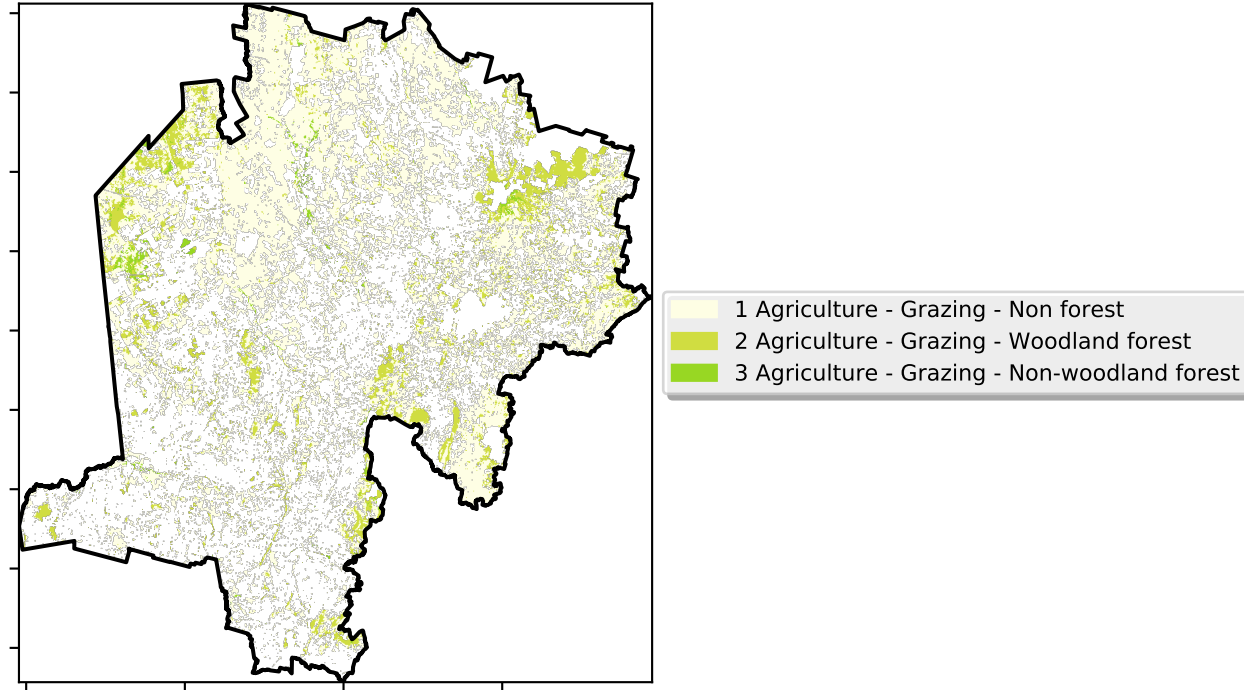 1 Agriculture - Grazing - Non forest
2 Agriculture - Grazing - Woodland forest
3 Agriculture - Grazing - Non-woodland forest